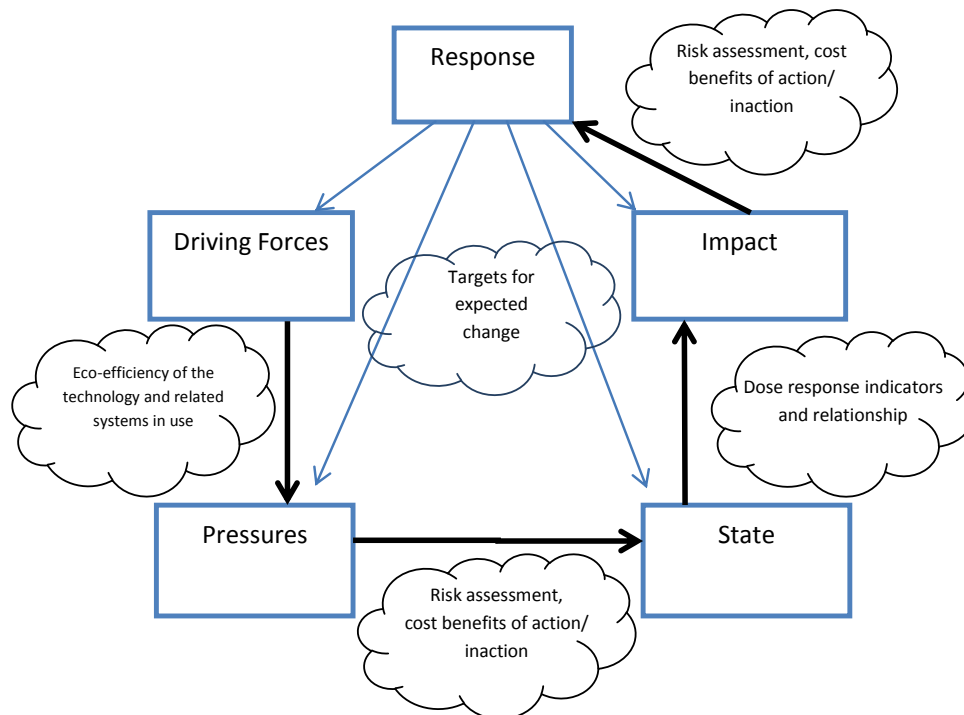 Response
Risk assessment, cost
benefits of action/
inaction
Driving Forces
Impact
Targets for
expected
change
Eco-efficiency of the
technology and related
systems in use
Dose response indicators
and relationship
Pressures
State
Risk assessment,
cost benefits of action/
inaction